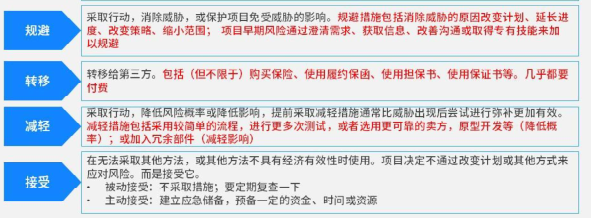 规避
采取行动，消除威胁，或保护项目免受威胁的影响。规避措施包括消除威胁的原因改变计划、延长进
度、改变策略、缩小范围； 项目早期风险通过澄清需求、获取信息、改善沟通或取得专有技能来加
以规避
转移
转移给第三方。包括（但不限于）购买保险、使用履约保函、使用担保书、使用保证书等。几乎都要
付费
减轻
采取行动，降低风险概率或降低影响，提前采取减轻措施通常比威胁出现后尝试进行弥补更加有效。
减轻措施包括采用较简单的流程，进行更多次测试，或者选用更可靠的卖方，原型开发等（降低概
率）；或加入冗余部件（减轻影响）
接受
在无法采取其他方法，或其他方法不具有经济有效性时使用。项目决定不通过改变计划或其他方式来
应对风险。而是接受它。
- 被动接受：不采取措施；要定期复查一下
- 主动接受：建立应急储备，预备一定的资金、时问或资源